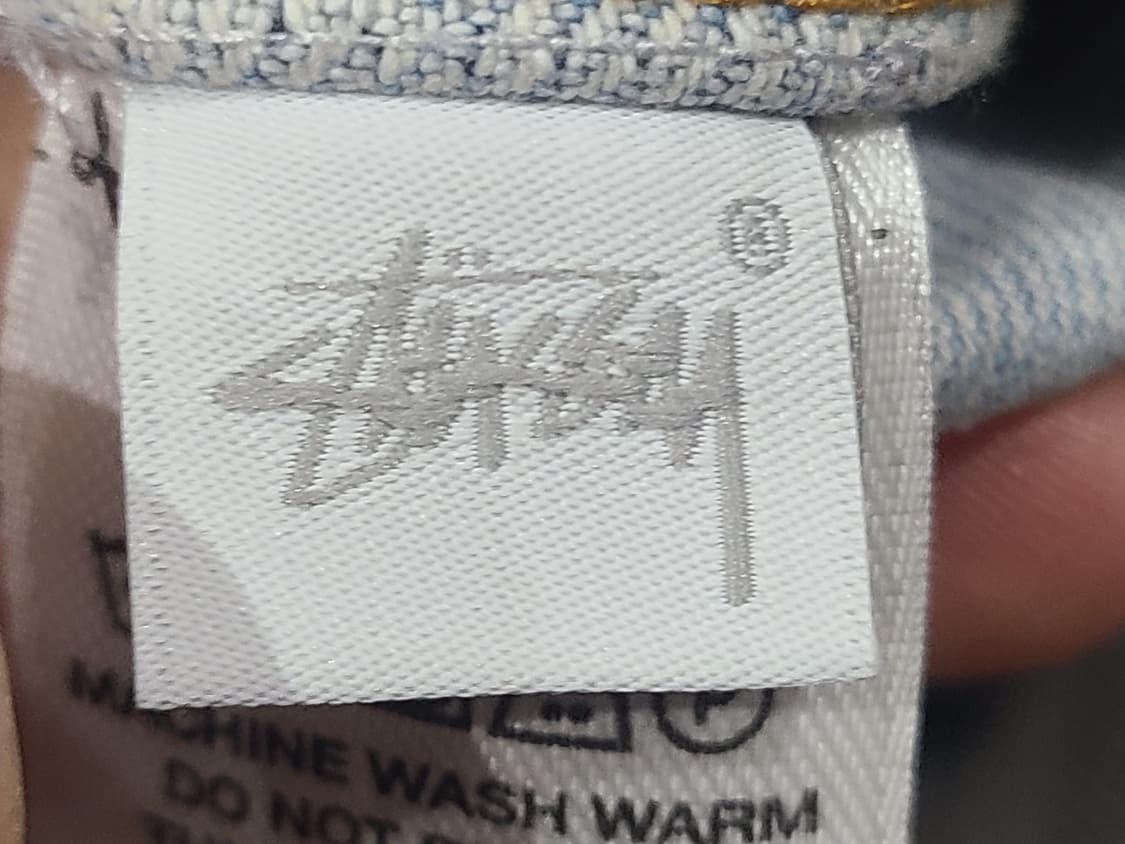 Stüssy ®
P
MACHINE WASH WARM
DO NOT